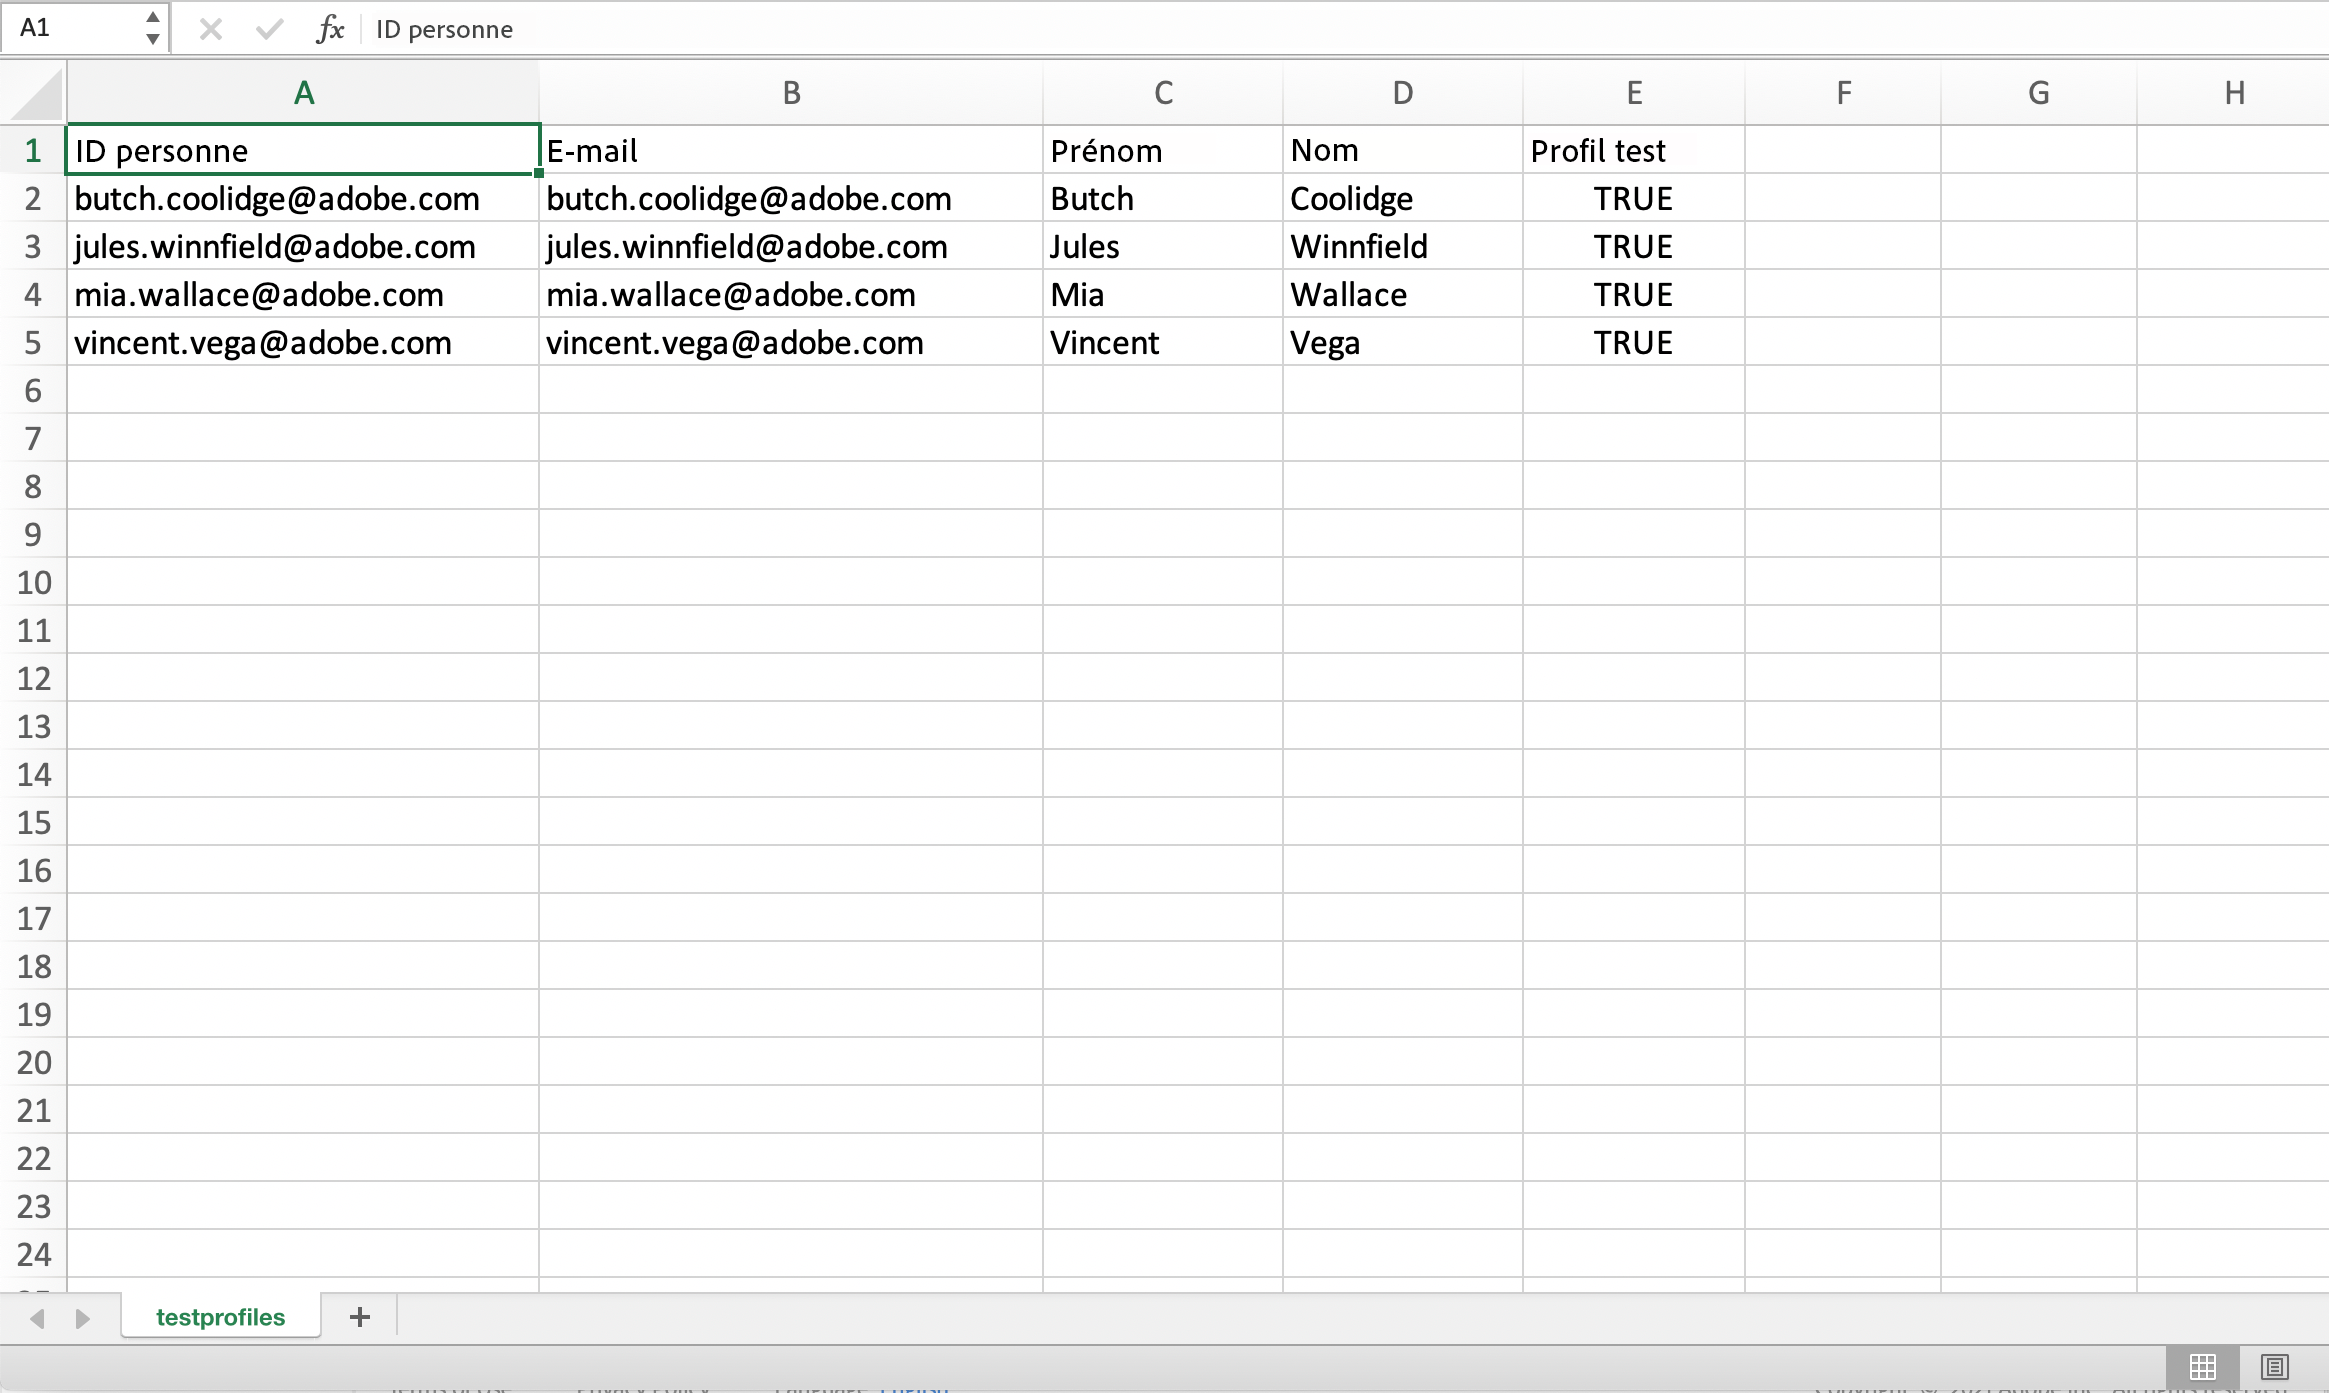 A1 fx ID personne
A B C D E F G H
1 ID personne E-mail Prénom Nom Profil test
2 butch.coolidge@adobe.com butch.coolidge@adobe.com Butch Coolidge TRUE
3 jules.winnfield@adobe.com jules.winnfield@adobe.com Jules Winnfield TRUE
4 mia.wallace@adobe.com mia.wallace@adobe.com Mia Wallace TRUE
5 vincent.vega@adobe.com vincent.vega@adobe.com Vincent Vega TRUE
6
7
8
9
10
11
12
13
14
15
16
17
18
19
20
21
22
23
24
testprofiles +